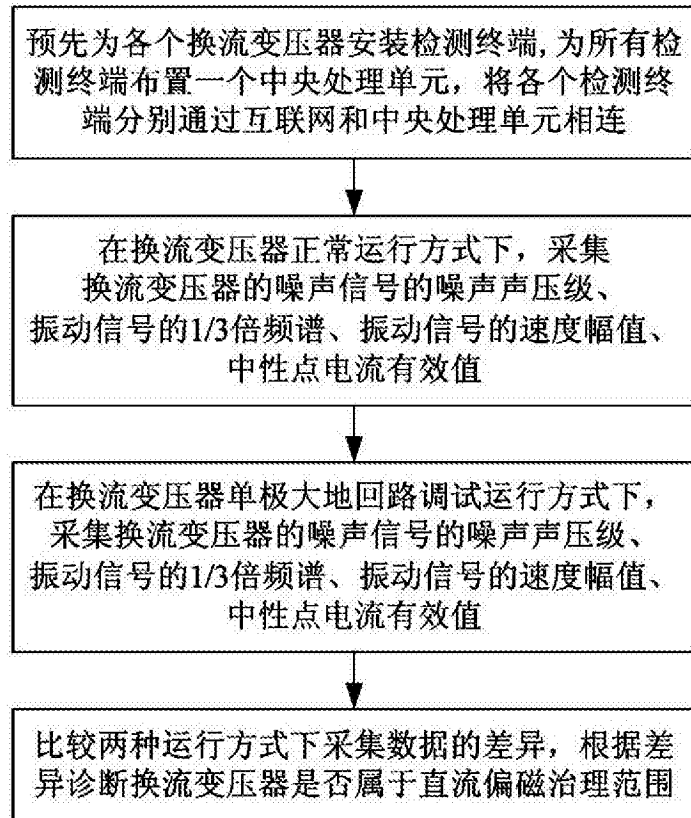 预先为各个换流变压器安装检测终端,为所有检
测终端布置一个中央处理单元，将各个检测终
端分别通过互联网和中央处理单元相连
在换流变压器正常运行方式下，采集
换流变压器的噪声信号的噪声声压级、
振动信号的1/3倍频谱、振动信号的速度幅值、
中性点电流有效值
在换流变压器单极大地回路调试运行方式下，
采集换流变压器的噪声信号的噪声声压级、
振动信号的1/3倍频谱、振动信号的速度幅值、
中性点电流有效值
比较两种运行方式下采集数据的差异，根据差
异诊断换流变压器是否属于直流偏磁治理范围